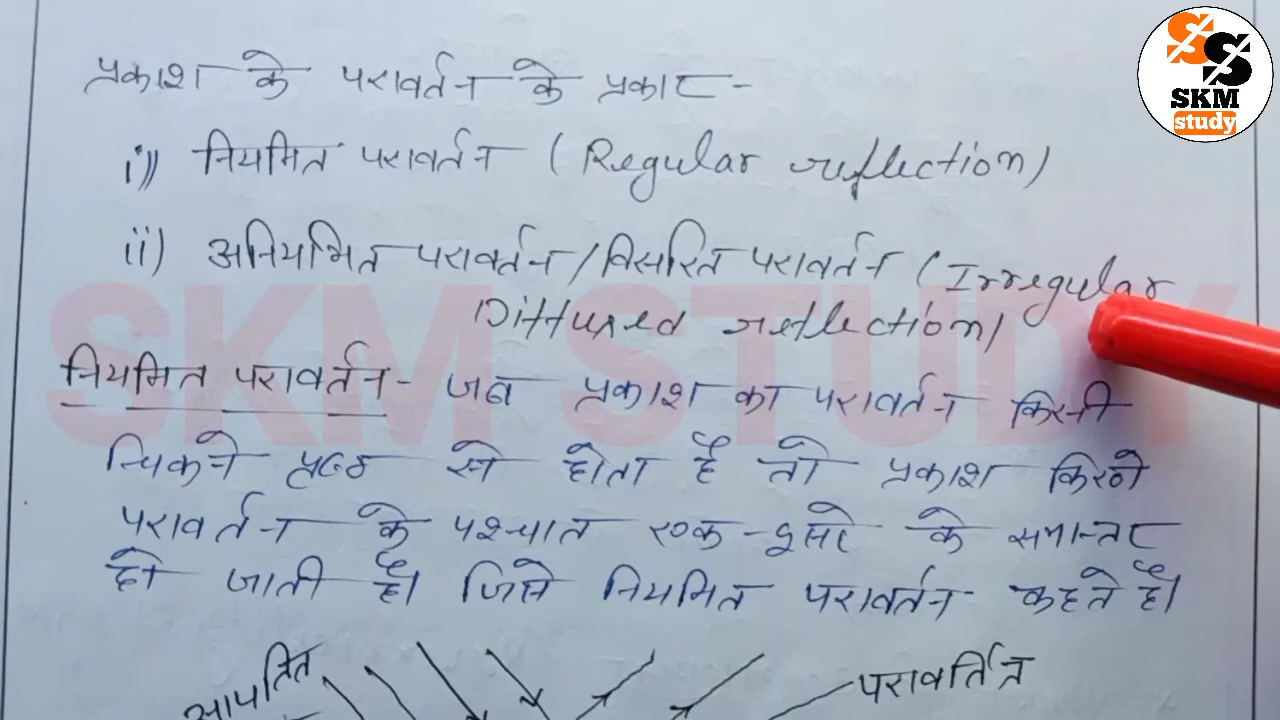 प्रकाश के परावर्तन के प्रकार -
i) नियमित परावर्तन (Regular reflection)
ii) अनियमित परावर्तन/विसरित परावर्तन (Irregular
Diffused reflection)
नियमित परावर्तन - जब प्रकाश का परावर्तन किसी
चिकने पृष्ठ से होता है तो प्रकाश किरणे
परावर्तन के पश्चात एक-दूसरे के समान्तर
हो जाती है। जिसे नियमित परावर्तन कहते है।
आपतित
परावर्तित
SS
SKM
study
SKM STUDY